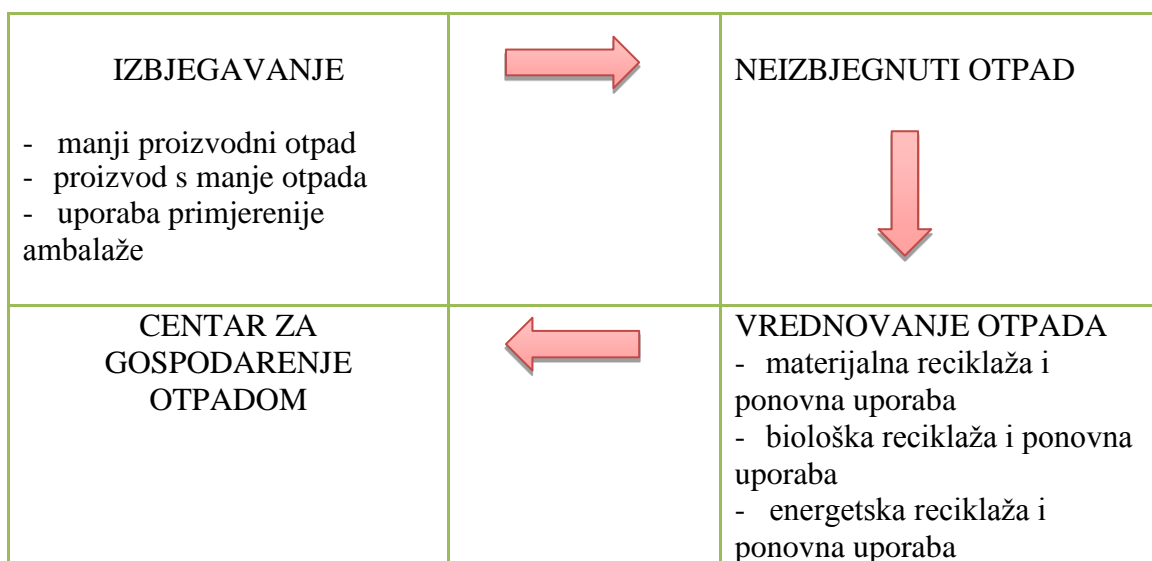 IZBJEGAVANJE
- manji proizvodni otpad
- proizvod s manje otpada
- uporaba primjerenije
ambalaže
NEIZBJEGNUTI OTPAD
CENTAR ZA
GOSPODARENJE
OTPADOM
VREDNOVANJE OTPADA
- materijalna reciklaža i
ponovna uporaba
- biološka reciklaža i ponovna
uporaba
- energetska reciklaža i
ponovna uporaba